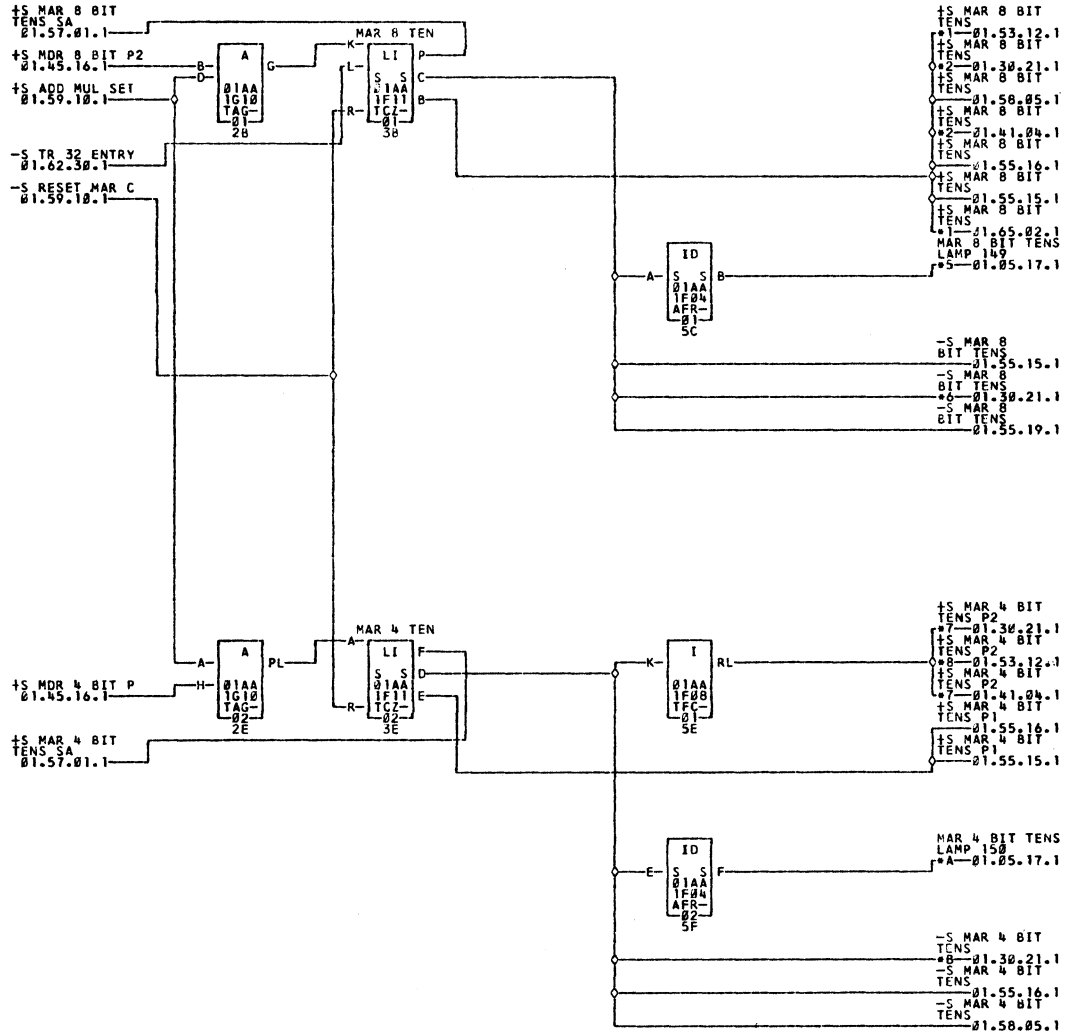 +S MAR 8 BIT
TENS SA
01.57.01.1
+S MDR 8 BIT P2
01.45.16.1
+S ADD MUL SET
01.59.10.1
-S TR 32 ENTRY
01.62.30.1
-S RESET MAR C
01.59.10.1
B
D
A
G
01AA
1G10
TAG-
01
2B
MAR 8 TEN
K
L
R
LI
P
S S
C
01AA
1F11
B
TCZ-
01
3B
+S MAR 8 BIT
TENS
*1-01.53.12.1
+S MAR 8 BIT
TENS
*2-01.30.21.1
+S MAR 8 BIT
TENS
01.58.05.1
+S MAR 8 BIT
TENS
*2-01.41.04.1
+S MAR 8 BIT
TENS
01.55.16.1
+S MAR 8 BIT
TENS
01.55.15.1
+S MAR 8 BIT
TENS
*1-01.65.02.1
MAR 8 BIT TENS
LAMP 149
*5-01.05.17.1
ID
A
S S
B
01AA
1F04
AFR-
01
5C
-S MAR 8
BIT TENS
01.55.15.1
-S MAR 8
BIT TENS
*6-01.30.21.1
-S MAR 8
BIT TENS
01.55.19.1
A
A
PL
H
01AA
1G10
TAG-
02
2E
+S MDR 4 BIT P
01.45.16.1
+S MAR 4 BIT
TENS SA
01.57.01.1
MAR 4 TEN
A
LI
F
S S
D
01AA
1F11
E
R
TCZ-
02
3E
K
I
RL
01AA
1F08
TFC-
01
5E
+S MAR 4 BIT
TENS P2
*7-01.30.21.1
+S MAR 4 BIT
TENS P2
*8-01.53.12.1
+S MAR 4 BIT
TENS P2
*7-01.41.04.1
+S MAR 4 BIT
TENS P1
01.55.16.1
+S MAR 4 BIT
TENS P1
01.55.15.1
MAR 4 BIT TENS
LAMP 150
*A-01.05.17.1
ID
E
S S
F
01AA
1F04
AFR-
02
5F
-S MAR 4 BIT
TENS
*B-01.30.21.1
-S MAR 4 BIT
TENS
01.55.16.1
-S MAR 4 BIT
TENS
01.58.05.1